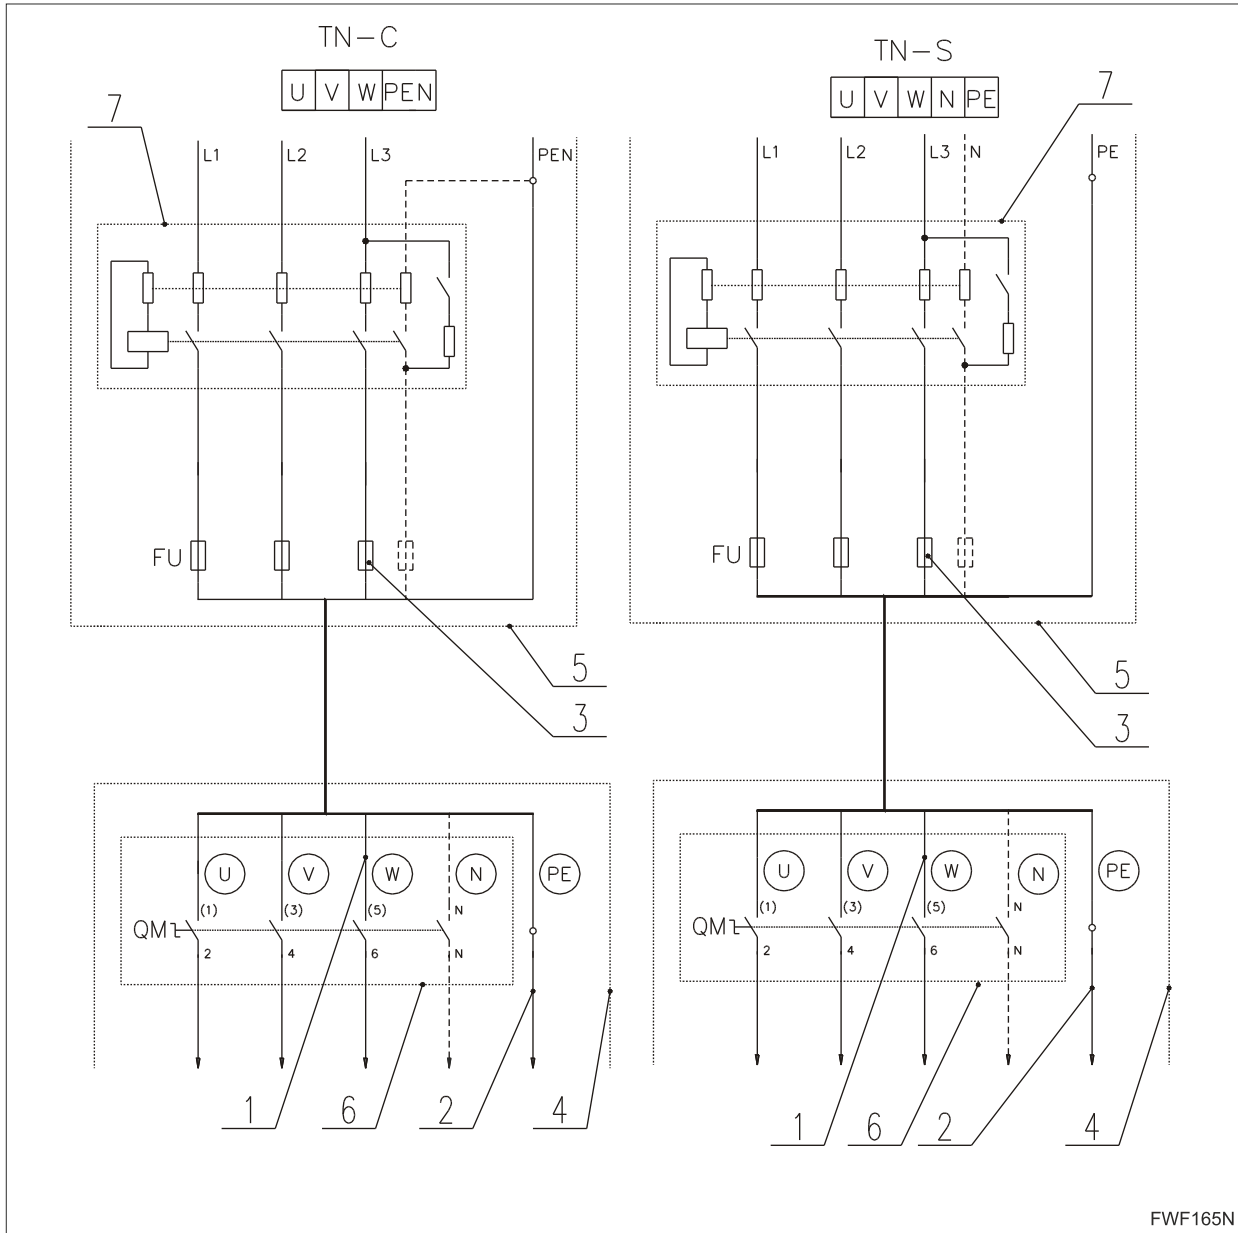 TN-C
U V W PEN
7
L1 L2 L3 PEN
FU
5
3
U V W N PE
(1) (3) (5) N
QM
2 4 6 N
1 6 2 4
TN-S
U V W N PE
7
L1 L2 L3 N PE
FU
5
3
U V W N PE
(1) (3) (5) N
QM
2 4 6 N
1 6 2 4
FWF165N